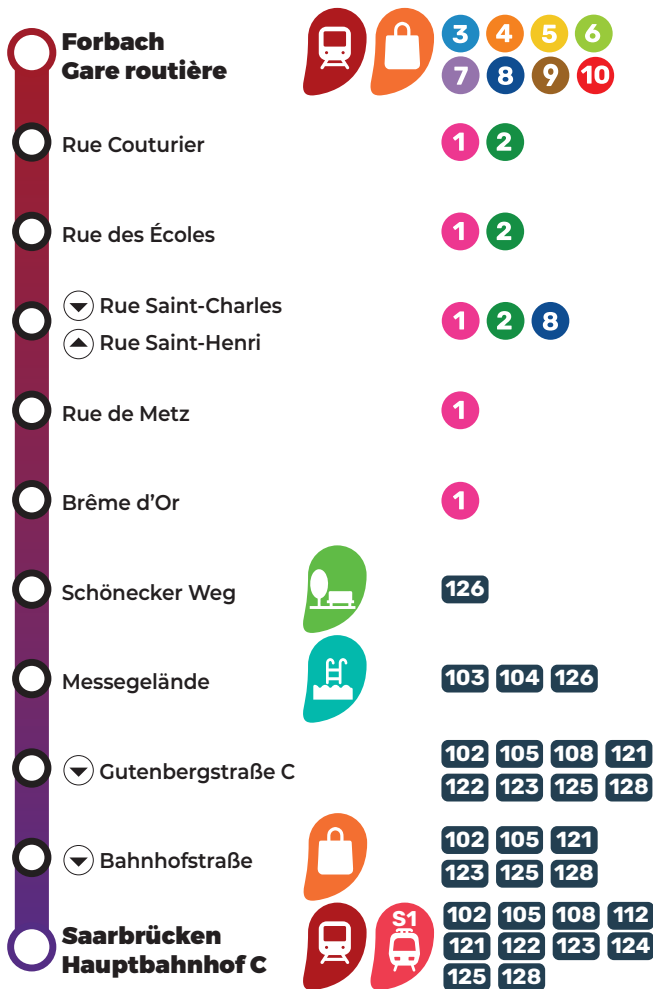 Forbach
Gare routière
3 4 5 6
7 8 9 10
Rue Couturier
1 2
Rue des Écoles
1 2
Rue Saint-Charles
Rue Saint-Henri
1 2 8
Rue de Metz
1
Brême d’Or
1
Schönecker Weg
126
Messegelände
103 104 126
Gutenbergstraße C
102 105 108 121
122 123 125 128
Bahnhofstraße
102 105 121
123 125 128
Saarbrücken
Hauptbahnhof C
S1
102 105 108 112
121 122 123 124
125 128